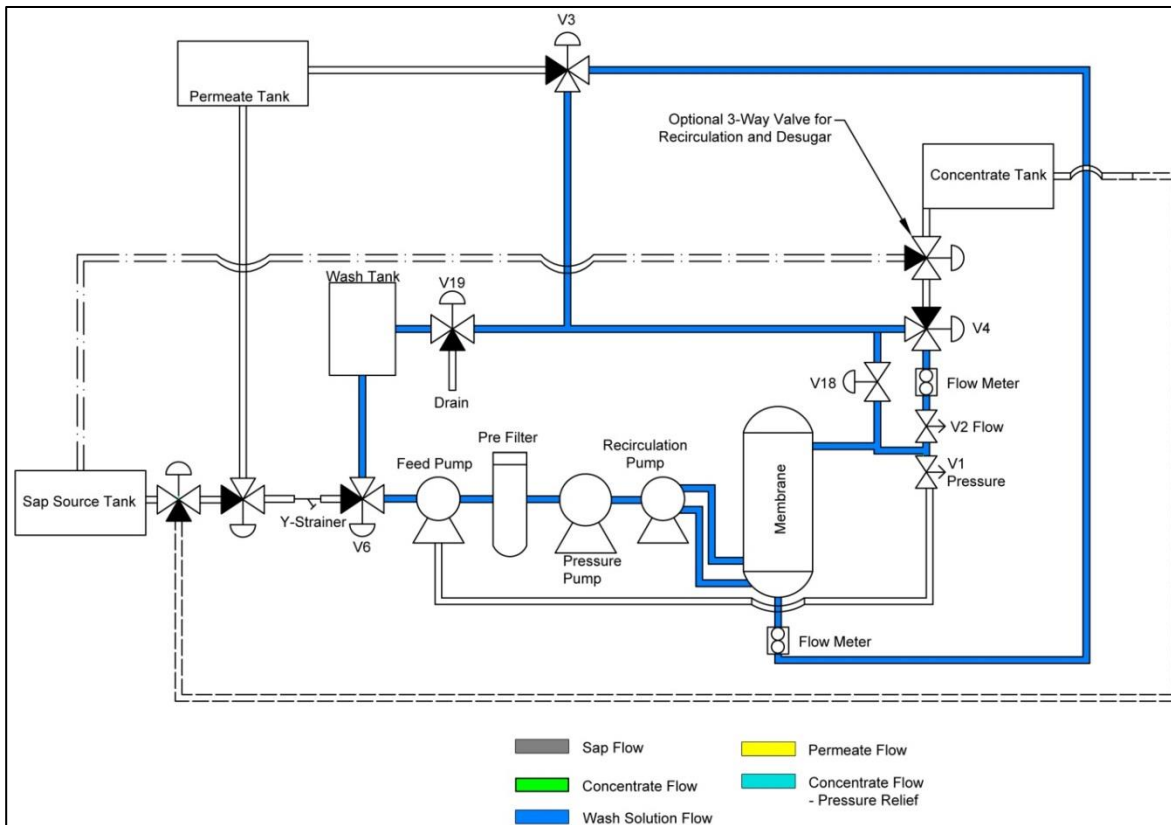 V3
Permeate Tank
Optional 3-Way Valve for
Recirculation and Desugar
Concentrate Tank
Wash Tank
V19
V4
Drain
V18
Flow Meter
V2 Flow
Pre Filter
Feed Pump
Recirculation
Pump
V1
Pressure
Sap Source Tank
Y-Strainer
V6
Membrane
Pressure
Pump
Flow Meter
Sap Flow
Permeate Flow
Concentrate Flow
Concentrate Flow
- Pressure Relief
Wash Solution Flow